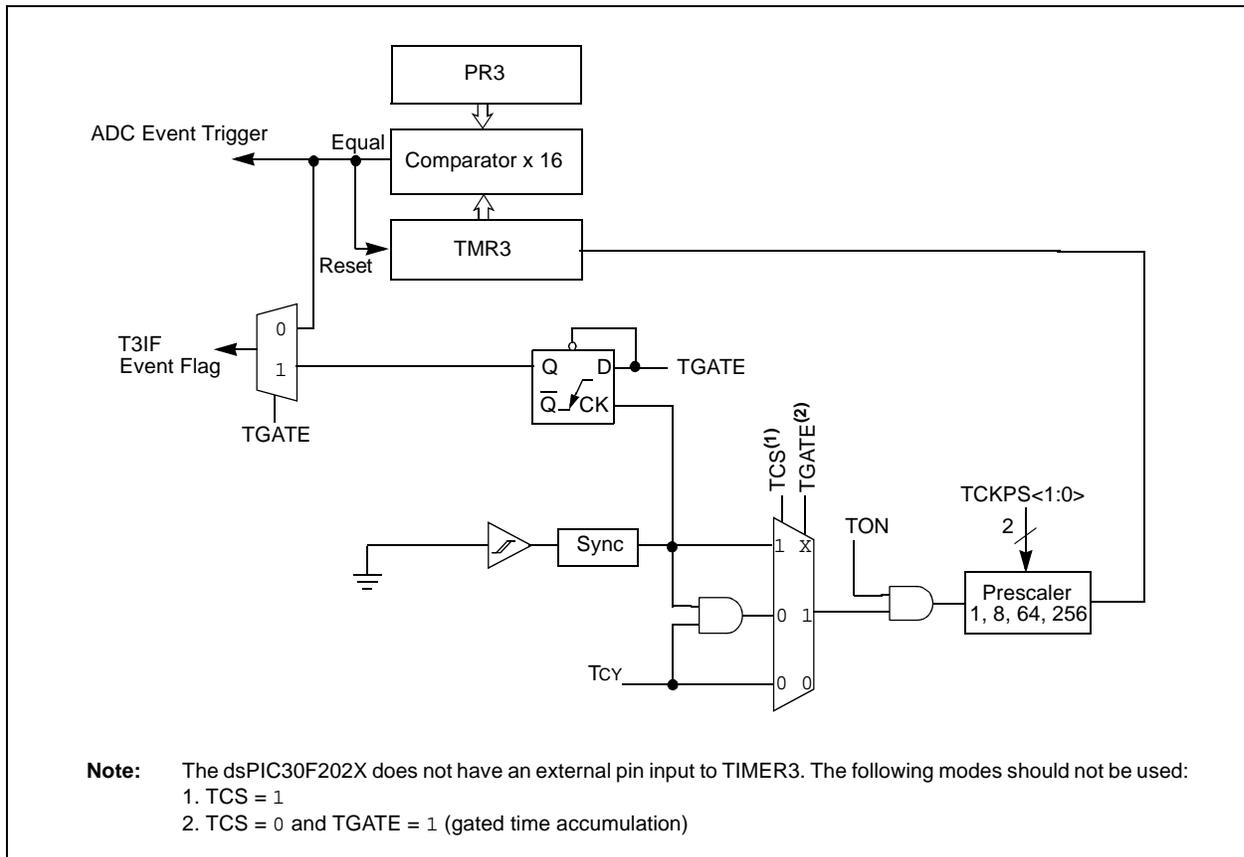 PR3
ADC Event Trigger
Equal
Comparator x 16
TMR3
Reset
0
1
T3IF
Event Flag
TGATE
Q D
Q CK
TGATE
TCS(1)
TGATE(2)
TCKPS<1:0>
2
TON
Sync
1 X
Prescaler
1, 8, 64, 256
0 1
TCY
0 0
Note: The dsPIC30F202X does not have an external pin input to TIMER3. The following modes should not be used:
1. TCS = 1
2. TCS = 0 and TGATE = 1 (gated time accumulation)